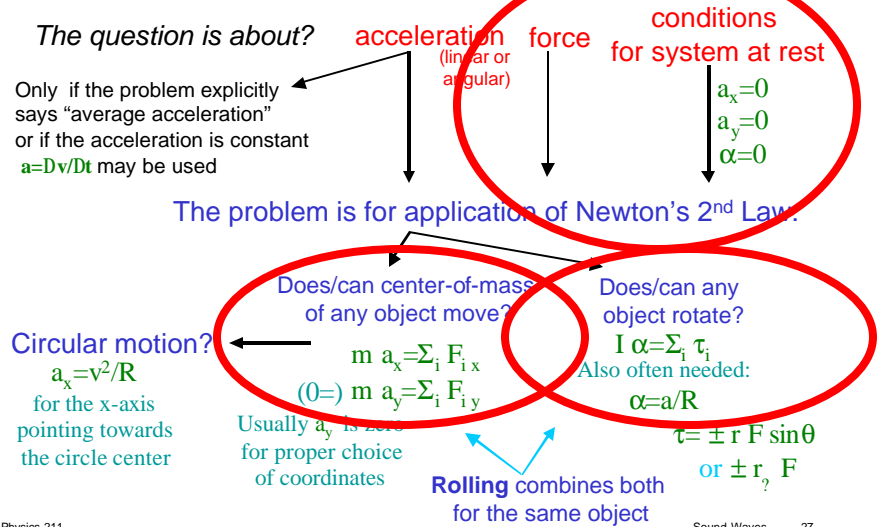 The question is about?
acceleration
(linear or
angular)
force
conditions
for system at rest
Only if the problem explicitly
says “average acceleration”
or if the acceleration is constant
a=Dv/Dt may be used
aₓ=0
a_y=0
α=0
The problem is for application of Newton’s 2ⁿᵈ Law:
Does/can center-of-mass
of any object move?
m aₓ=Σᵢ Fᵢ ₓ
(0=) m a_y=Σᵢ F_{i y}
Usually a_y is zero
for proper choice
of coordinates
Does/can any
object rotate?
I α=Σᵢ τᵢ
Also often needed:
α=a/R
τ= ± r F sinθ
or ± r_? F
Circular motion?
aₓ=v²/R
for the x-axis
pointing towards
the circle center
Rolling combines both
for the same object
Physics 211
Sound Waves 27